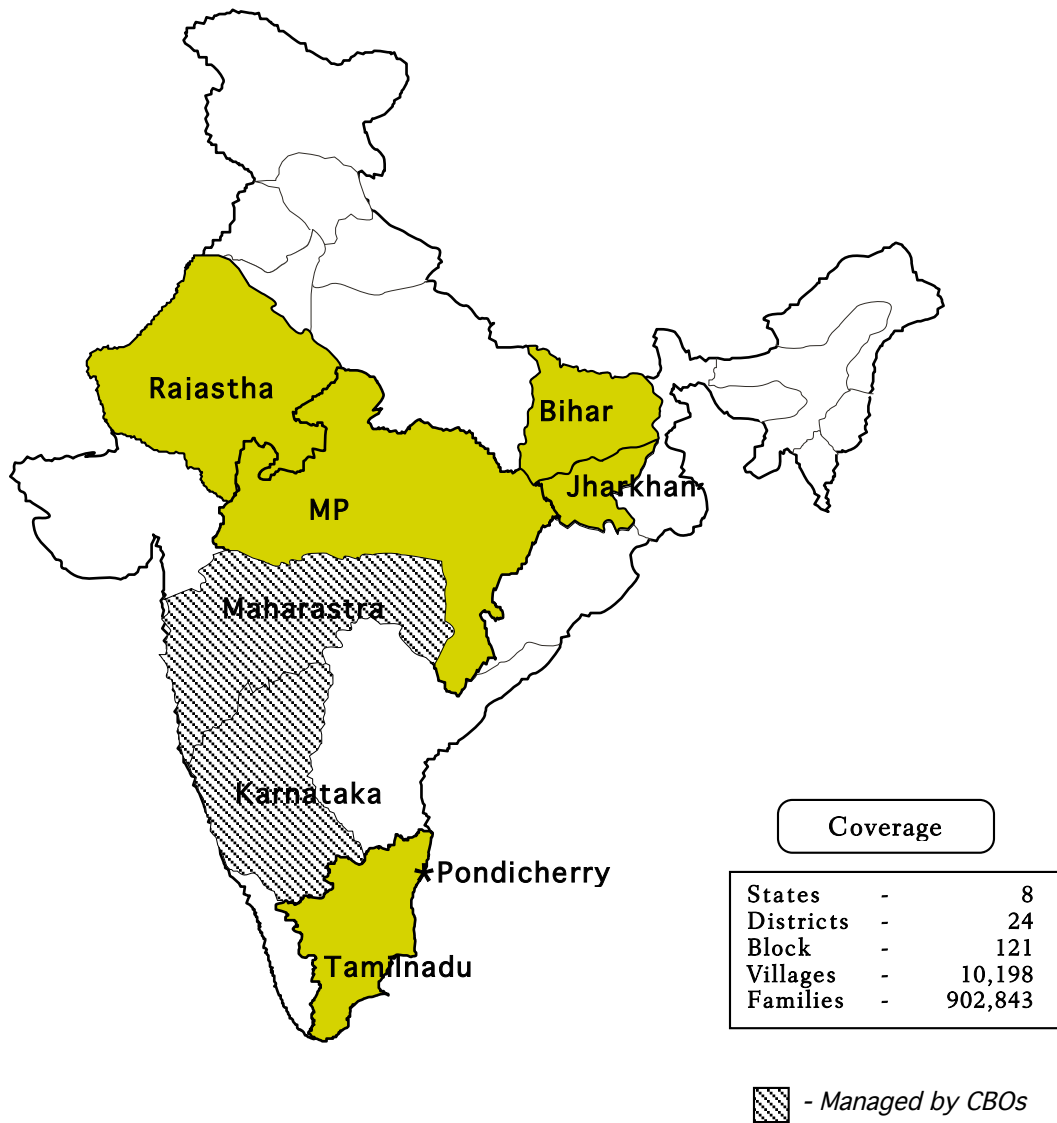 Rajastha
Bihar
Jharkhan
MP
Maharastra
Karnataka
Coverage
*Pondicherry
States - 8
Districts - 24
Block - 121
Villages - 10,198
Families - 902,843
Tamilnadu
- Managed by CBOs